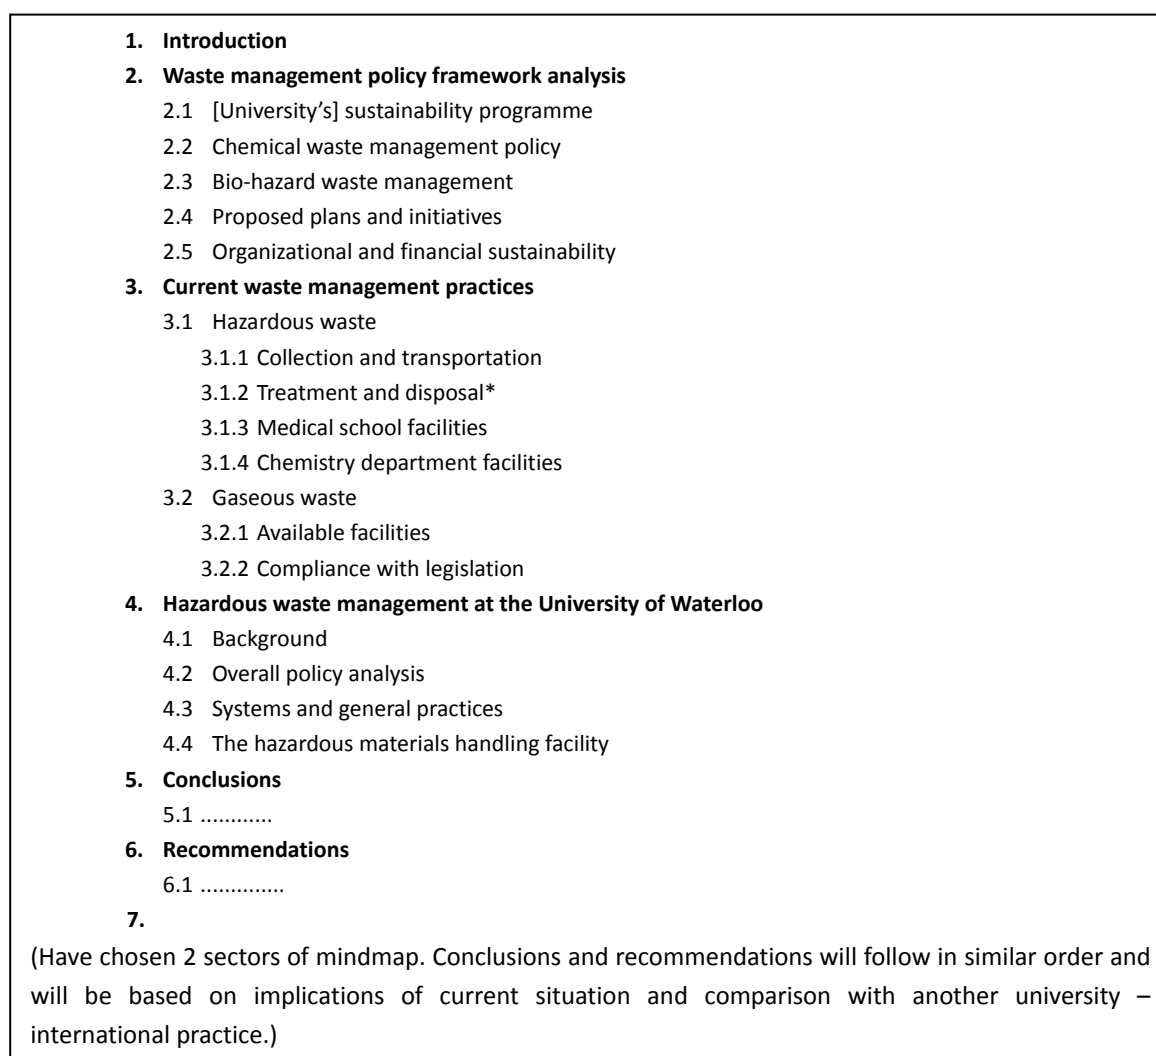 1. Introduction
2. Waste management policy framework analysis
2.1 [University’s] sustainability programme
2.2 Chemical waste management policy
2.3 Bio-hazard waste management
2.4 Proposed plans and initiatives
2.5 Organizational and financial sustainability
3. Current waste management practices
3.1 Hazardous waste
3.1.1 Collection and transportation
3.1.2 Treatment and disposal*
3.1.3 Medical school facilities
3.1.4 Chemistry department facilities
3.2 Gaseous waste
3.2.1 Available facilities
3.2.2 Compliance with legislation
4. Hazardous waste management at the University of Waterloo
4.1 Background
4.2 Overall policy analysis
4.3 Systems and general practices
4.4 The hazardous materials handling facility
5. Conclusions
5.1 ............
6. Recommendations
6.1 ..............
7.
(Have chosen 2 sectors of mindmap. Conclusions and recommendations will follow in similar order and
will be based on implications of current situation and comparison with another university –
international practice.)